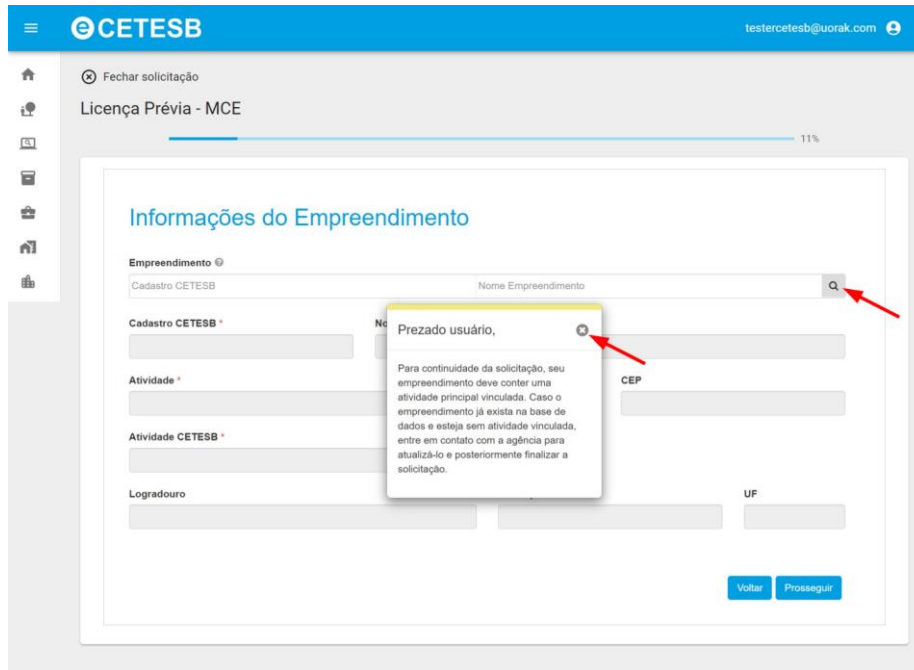 eCETESB
testercetesb@uorak.com
Fechar solicitação
Licença Prévia - MCE
11%
Informações do Empreendimento
Empreendimento
Cadastro CETESB Nome Empreendimento
Cadastro CETESB * No
Prezado usuário,
Para continuidade da solicitação, seu
empreendimento deve conter uma
atividade principal vinculada. Caso o
empreendimento já exista na base de
dados e esteja sem atividade vinculada,
entre em contato com a agência para
atualizá-lo e posteriormente finalizar a
solicitação.
Atividade * CEP
Atividade CETESB *
Logradouro UF
Voltar Prosseguir